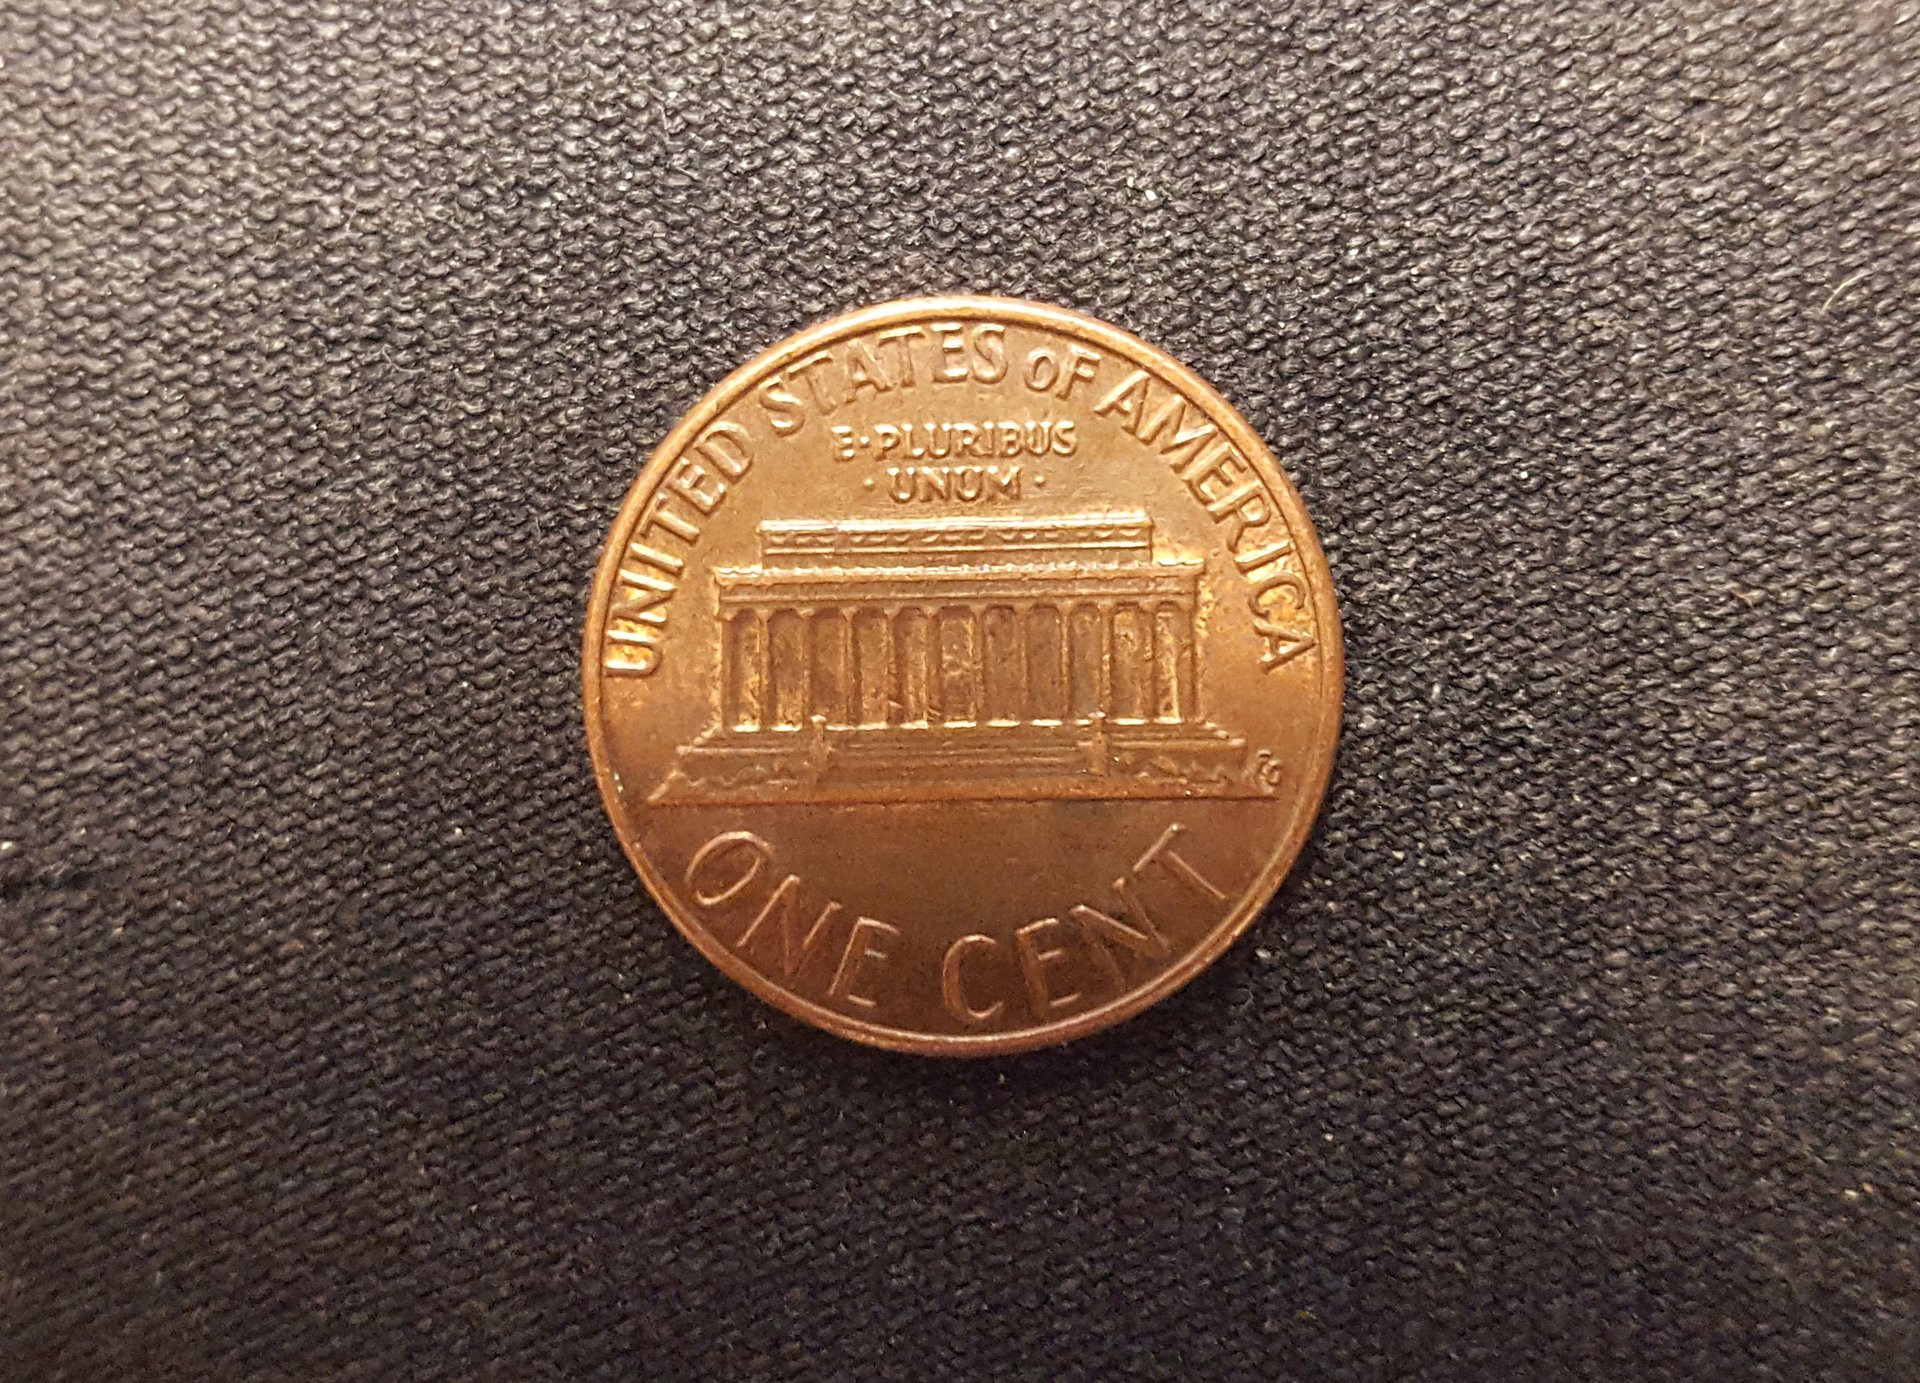 UNITED STATES OF AMERICA
E·PLURIBUS
·UNUM·
ONE CENT